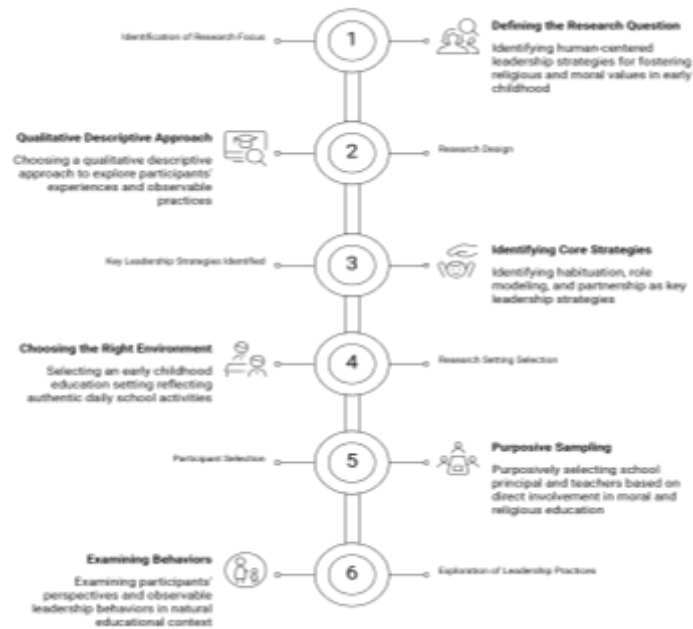 Identification of Research Focus
1
Defining the Research Question
Identifying human-centered
leadership strategies for fostering
religious and moral values in early
childhood
Qualitative Descriptive Approach
Choosing a qualitative descriptive
approach to explore participants'
experiences and observable
practices
2
Research Design
Key Leadership Strategies Identified
3
Identifying Core Strategies
Identifying habituation, role
modeling, and partnership as key
leadership strategies
Choosing the Right Environment
Selecting an early childhood
education setting reflecting
authentic daily school activities
4
Research Setting Selection
Participant Selection
5
Purposive Sampling
Purposively selecting school
principal and teachers based on
direct involvement in moral and
religious education
Examining Behaviors
Examining participants'
perspectives and observable
leadership behaviors in natural
educational context
6
Exploration of Leadership Practices